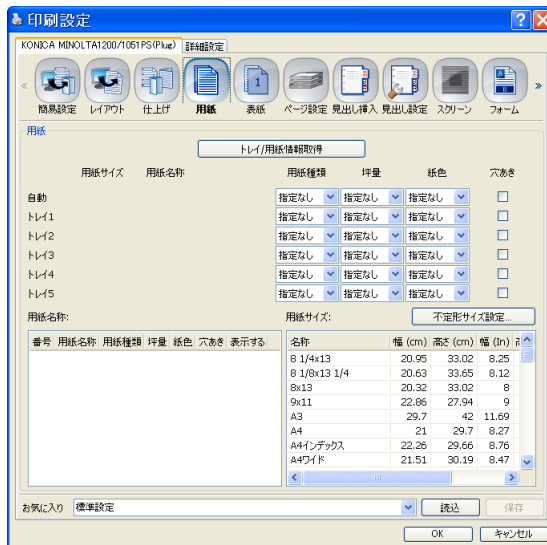 印刷設定
KONICA MINOLTA1200/1051PS(Plug) 詳細設定
簡易設定 レイアウト 仕上げ 用紙 表紙 ページ設定 見出し挿入 見出し設定 スクリーン フォーム
用紙
トレイ/用紙情報取得
用紙サイズ 用紙名称 用紙種類 坪量 紙色 穴あき
自動 指定なし 指定なし 指定なし
トレイ1 指定なし 指定なし 指定なし
トレイ2 指定なし 指定なし 指定なし
トレイ3 指定なし 指定なし 指定なし
トレイ4 指定なし 指定なし 指定なし
トレイ5 指定なし 指定なし 指定なし
用紙名称: 用紙サイズ: 不定形サイズ設定...
番号 用紙名称 用紙種類 坪量 紙色 穴あき 表示する 名称 幅 (cm) 高さ (cm) 幅 (In)
8 1/4x13 20.95 33.02 8.25
8 1/8x13 1/4 20.63 33.65 8.12
8x13 20.32 33.02 8
9x11 22.86 27.94 9
A3 29.7 42 11.69
A4 21 29.7 8.27
A4インデックス 22.26 29.66 8.76
A4ワイド 21.51 30.19 8.47
お気に入り 標準設定 読込 保存
OK キャンセル